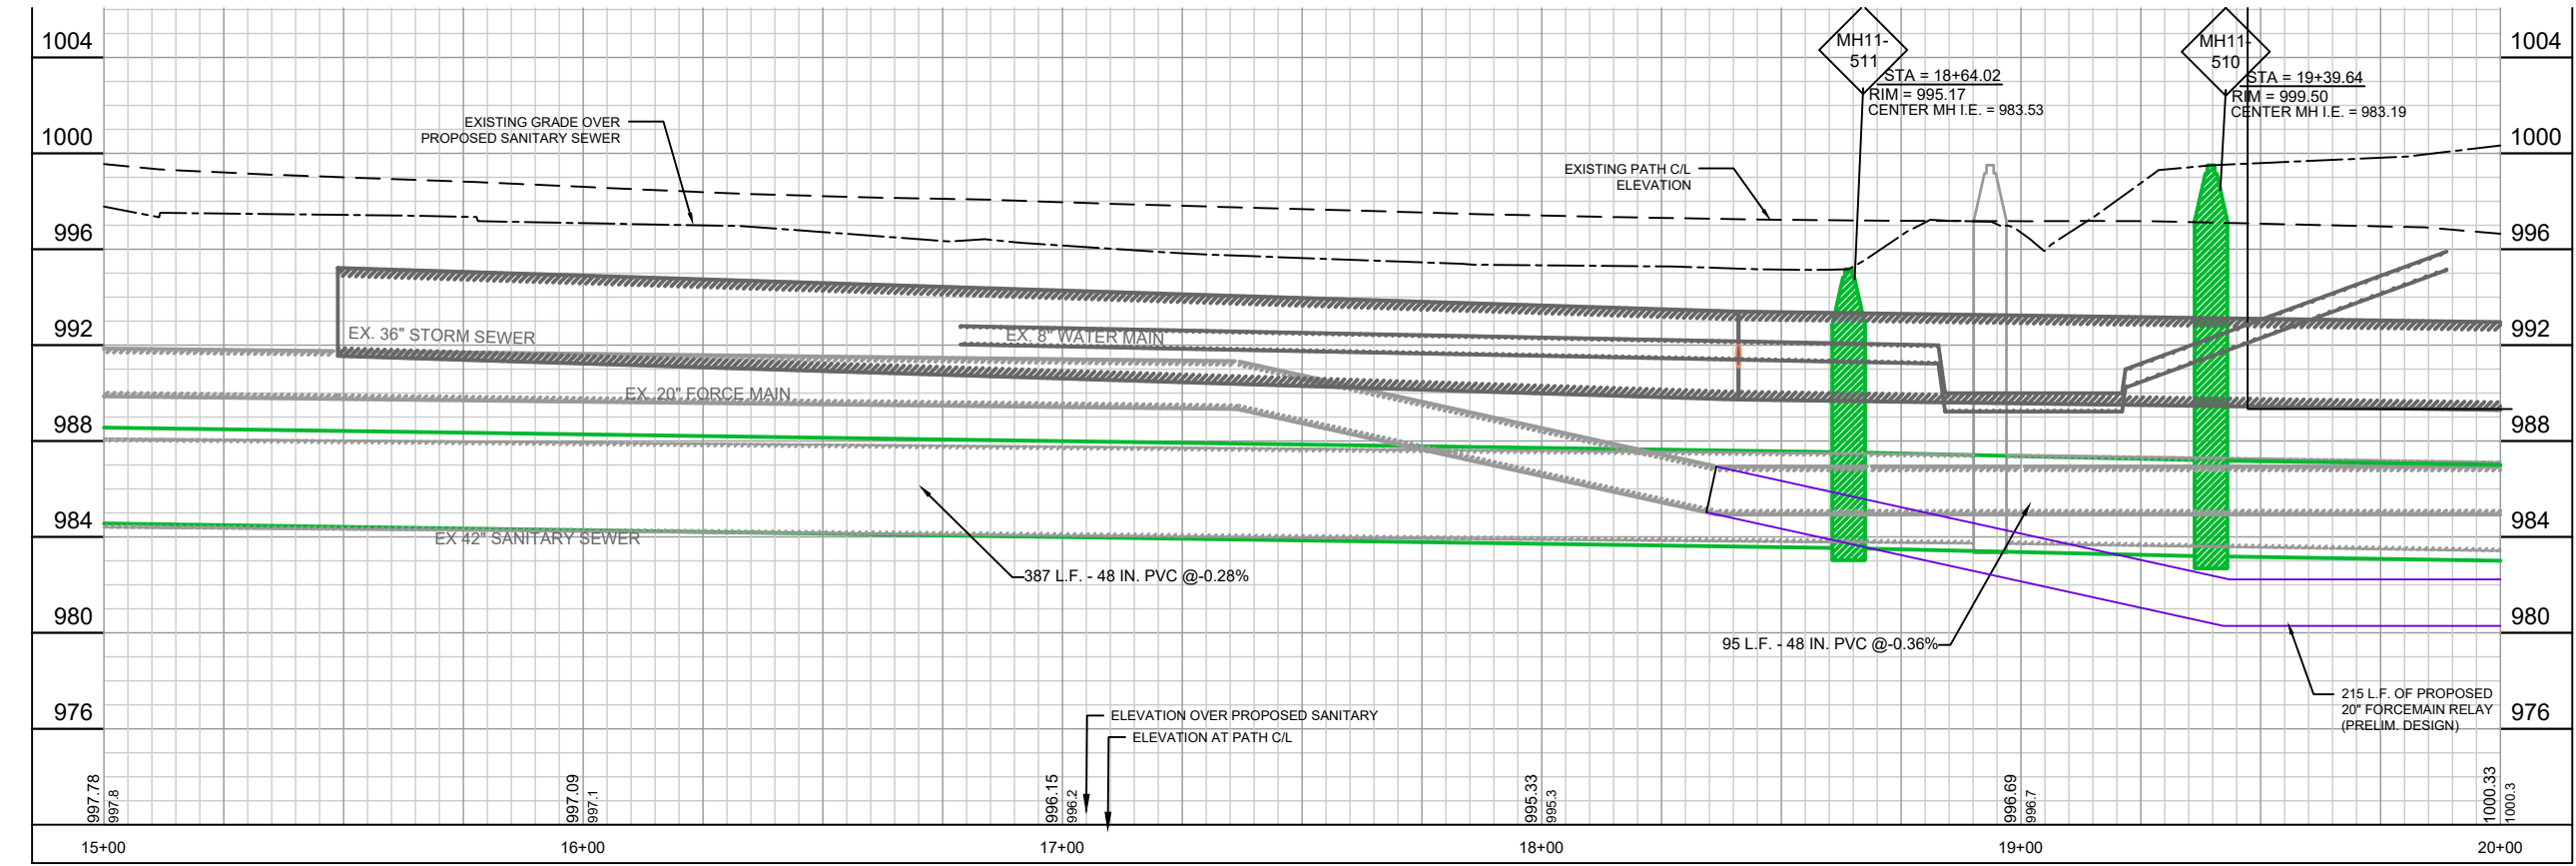 1004
1000
996
992
988
984
980
976
MH11-
511
STA = 18+64.02
RIM = 995.17
CENTER MH I.E. = 983.53
MH11-
510
STA = 19+39.64
RIM = 999.50
CENTER MH I.E. = 983.19
1004
1000
996
992
988
984
980
976
EXISTING GRADE OVER
PROPOSED SANITARY SEWER
EXISTING PATH C/L
ELEVATION
EX. 36" STORM SEWER
EX. 8" WATER MAIN
EX. 20" FORCE MAIN
EX 42" SANITARY SEWER
387 L.F. - 48 IN. PVC @-0.28%
95 L.F. - 48 IN. PVC @-0.36%
215 L.F. OF PROPOSED
20" FORCEMAIN RELAY
(PRELIM. DESIGN)
ELEVATION OVER PROPOSED SANITARY
ELEVATION AT PATH C/L
997.78
997.8
997.09
997.1
996.15
996.2
995.33
995.3
996.69
996.7
1000.33
1000.3
15+00
16+00
17+00
18+00
19+00
20+00